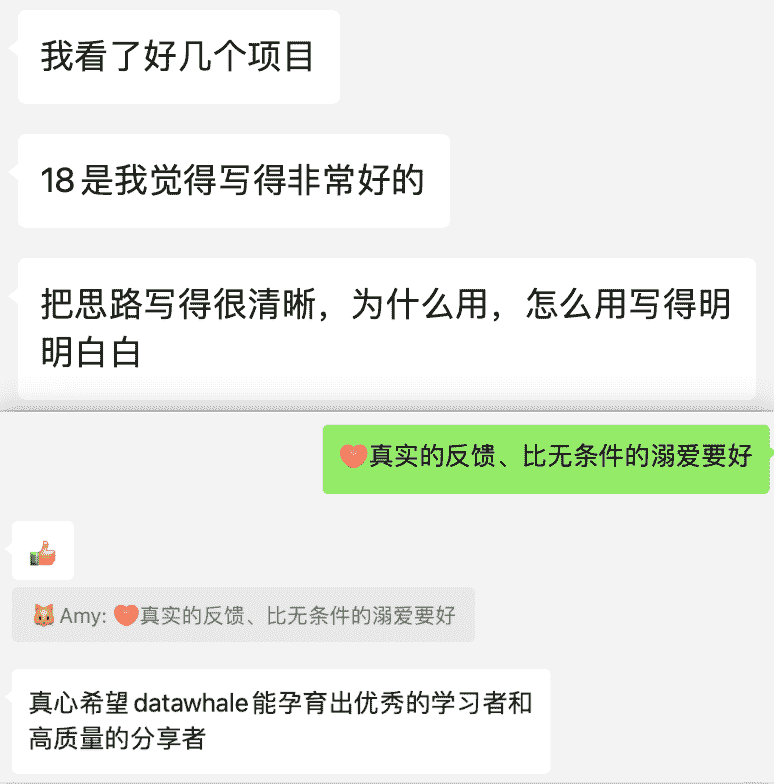 我看了好几个项目
18是我觉得写得非常好的
把思路写得很清晰，为什么用，怎么用写得明
明白白
❤️真实的反馈、比无条件的溺爱要好
👍
🐱Amy: ❤️真实的反馈、比无条件的溺爱要好
真心希望datawhale能孕育出优秀的学习者和
高质量的分享者